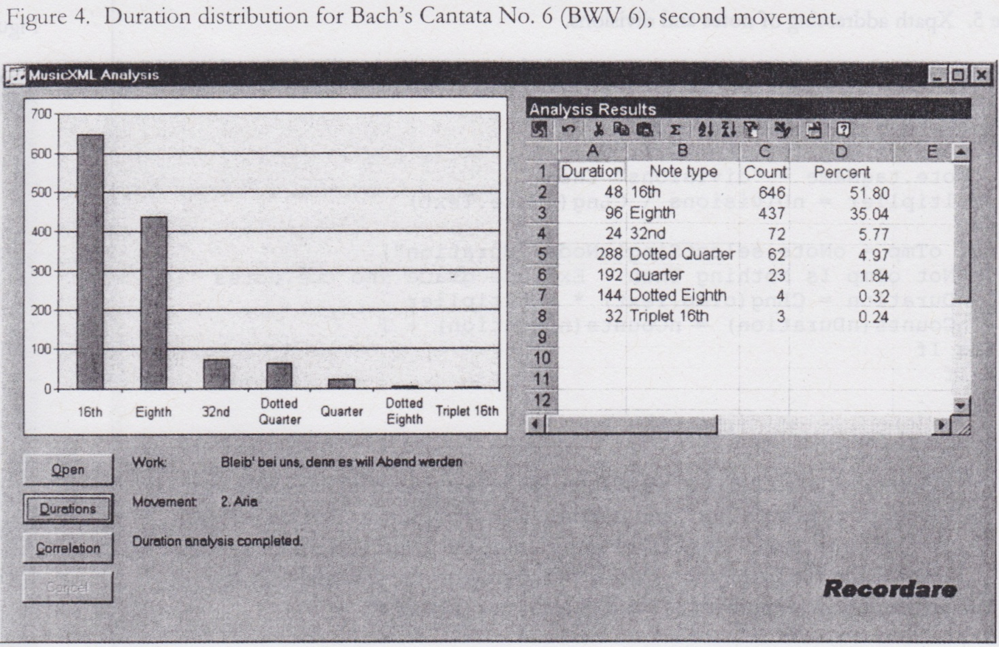 Figure 4. Duration distribution for Bach's Cantata No. 6 (BWV 6), second movement.
MusicXML Analysis
700
600
500
400
300
200
100
0
16th Eighth 32nd Dotted Quarter Quarter Dotted Eighth Triplet 16th
Analysis Results
A B C D E
1 Duration Note type Count Percent
2 48 16th 646 51.80
3 96 Eighth 437 35.04
4 24 32nd 72 5.77
5 288 Dotted Quarter 62 4.97
6 192 Quarter 23 1.84
7 144 Dotted Eighth 4 0.32
8 32 Triplet 16th 3 0.24
9
10
11
12
Open
Work: Bleib' bei uns, denn es will Abend werden
Durations
Movement: 2. Aria
Correlation
Duration analysis completed.
Cancel
Recordare